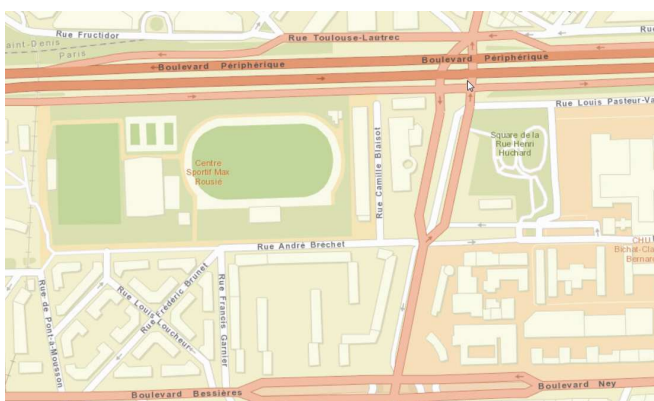 Rue Fructidor
Rue Toulouse-Lautrec
Saint-Denis
Paris
Boulevard Périphérique
Boulevard Périphérique
Rue Louis Pasteur-Va
Square de la
Rue Henri
Huchard
Centre
Sportif Max
Rousié
Rue Camille Blaisot
Rue André Bréchet
CHU
Bichat-Cla
Bernar
Rue de Pont-à-Mousson
Rue Louis Loucheur
Rue Frédéric Brunet
Rue Francis Garnier
Boulevard Bessières
Boulevard Ney